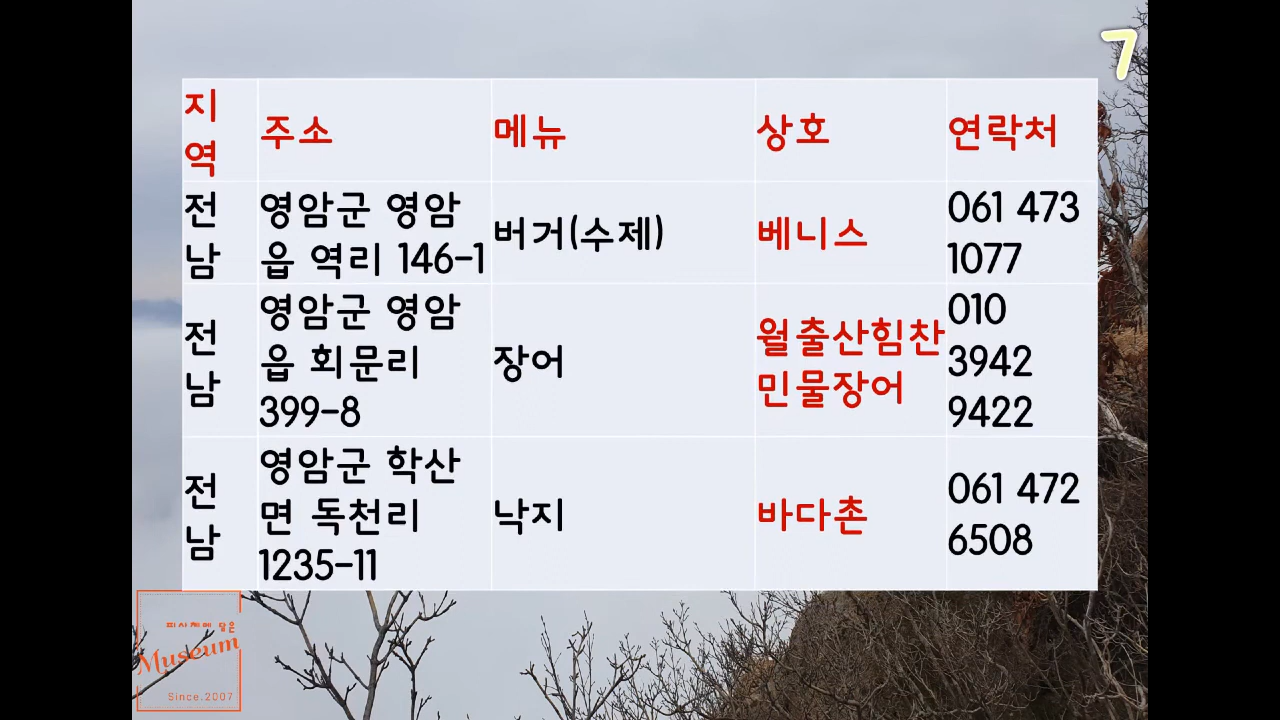 7
지역 주소 메뉴 상호 연락처
전남 영암군 영암읍 역리 146-1 버거(수제) 베니스 061 473 1077
전남 영암군 영암읍 회문리 399-8 장어 월출산힘찬민물장어 010 3942 9422
전남 영암군 학산면 독천리 1235-11 낙지 바다촌 061 472 6508
담은
Museum
Since.2007